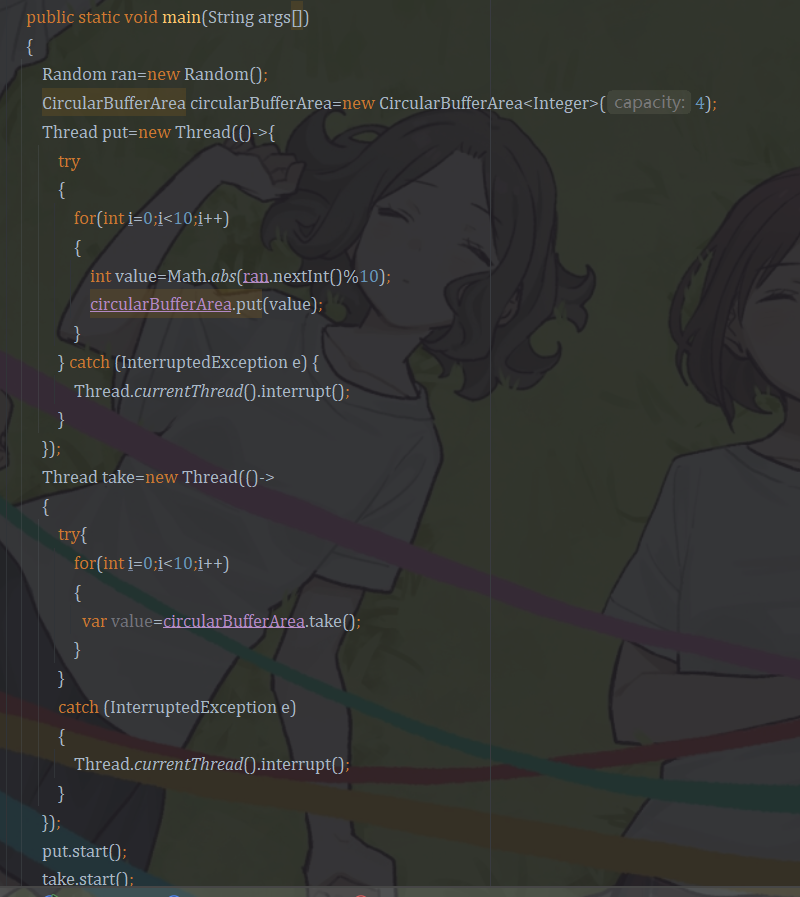 public static void main(String args[])
{
Random ran=new Random();
CircularBufferArea circularBufferArea=new CircularBufferArea<Integer>( capacity: 4);
Thread put=new Thread(()->{
try
{
for(int i=0;i<10;i++)
{
int value=Math.abs(ran.nextInt()%10);
circularBufferArea.put(value);
}
} catch (InterruptedException e) {
Thread.currentThread().interrupt();
}
});
Thread take=new Thread(()->
{
try{
for(int i=0;i<10;i++)
{
var value=circularBufferArea.take();
}
}
catch (InterruptedException e)
{
Thread.currentThread().interrupt();
}
});
put.start();
take.start();